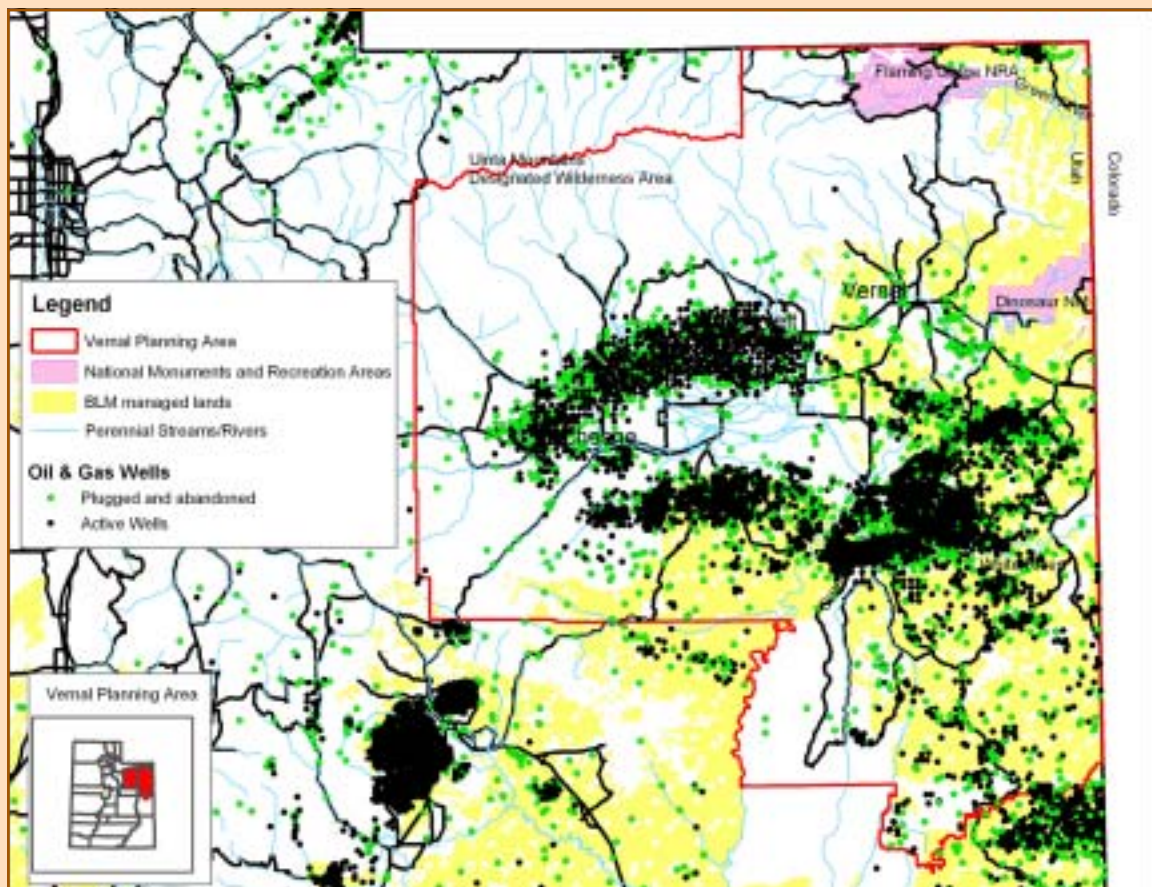 Flaming Gorge NRA
Uinta Mountains
Designated Wilderness Area
Utah
Colorado
Vernal
Dinosaur NM
Legend
Vernal Planning Area
National Monuments and Recreation Areas
BLM managed lands
Perennial Streams/Rivers
Oil & Gas Wells
Plugged and abandoned
Active Wells
Vernal Planning Area